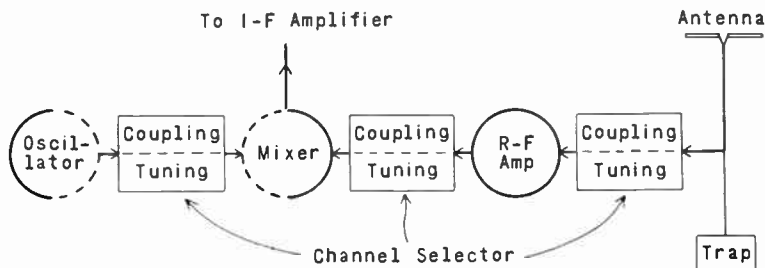 To I-F Amplifier
Antenna
Oscil-
lator
Coupling
Tuning
Mixer
Coupling
Tuning
R-F
Amp
Coupling
Tuning
Channel Selector
Trap